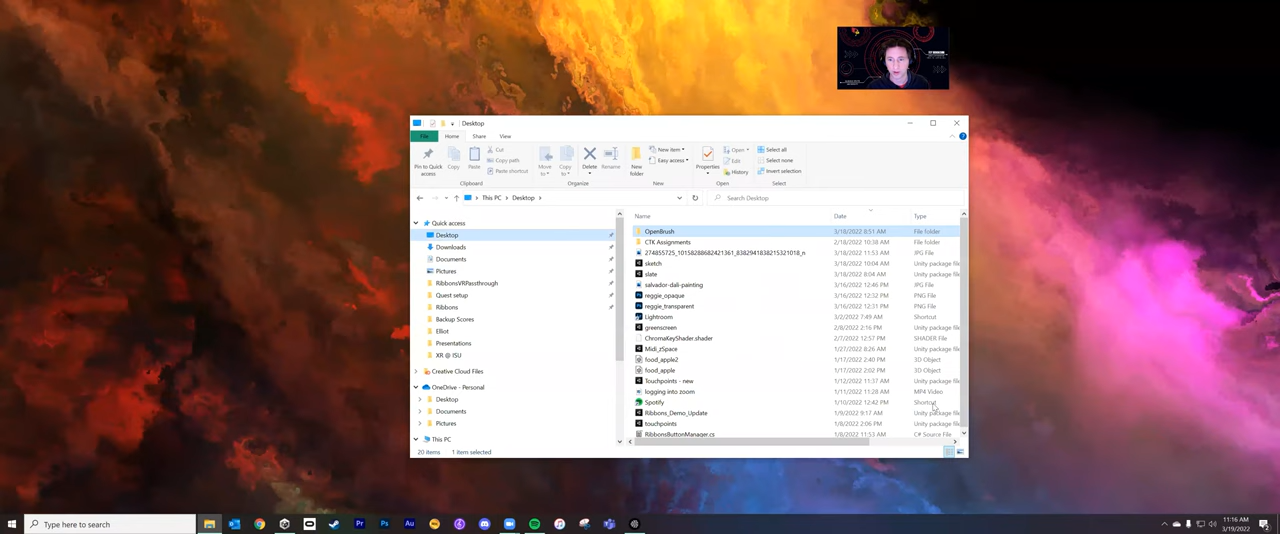 Desktop
File Home Share View
Pin to Quick access
Copy
Paste
Cut
Copy path
Paste shortcut
Clipboard
Move to
Copy to
Delete
Rename
Organize
New folder
New item
Easy access
New
Properties
Open
Edit
History
Open
Select all
Select none
Invert selection
Select
This PC > Desktop >
Search Desktop
Quick access
Desktop
Downloads
Documents
Pictures
RibbonsVRPassthrough
Quest setup
Ribbons
Backup Scores
Elliot
Presentations
XR @ ISU
Creative Cloud Files
OneDrive - Personal
Desktop
Documents
Pictures
This PC
Name Date Type
OpenBrush 3/18/2022 8:51 AM File folder
CTK Assignments 2/18/2022 10:38 AM File folder
274855725_10158288682421361_8382941838215321018_n 3/18/2022 11:53 AM JPG File
sketch 3/18/2022 10:04 AM Unity package file
slate 3/18/2022 8:04 AM Unity package file
salvador-dali-painting 3/16/2022 12:46 PM JPG File
reggie_opaque 3/16/2022 12:32 PM PNG File
reggie_transparent 3/16/2022 12:31 PM PNG File
Lightroom 3/2/2022 7:49 AM Shortcut
greenscreen 2/8/2022 2:16 PM Unity package file
ChromaKeyShader.shader 2/7/2022 12:57 PM SHADER File
Midi_zSpace 1/27/2022 8:26 AM Unity package file
food_apple2 1/17/2022 2:40 PM 3D Object
food_apple 1/17/2022 2:02 PM 3D Object
Touchpoints - new 1/12/2022 11:37 AM Unity package file
logging into zoom 1/11/2022 11:28 AM MP4 Video
Spotify 1/10/2022 12:42 PM Shortcut
Ribbons_Demo_Update 1/9/2022 9:17 AM Unity package file
touchpoints 1/8/2022 2:06 PM Unity package file
RibbonsButtonManager.cs 1/8/2022 11:53 AM C# Source File
20 items 1 item selected
Type here to search
Pr Ps Au
11:16 AM
3/19/2022